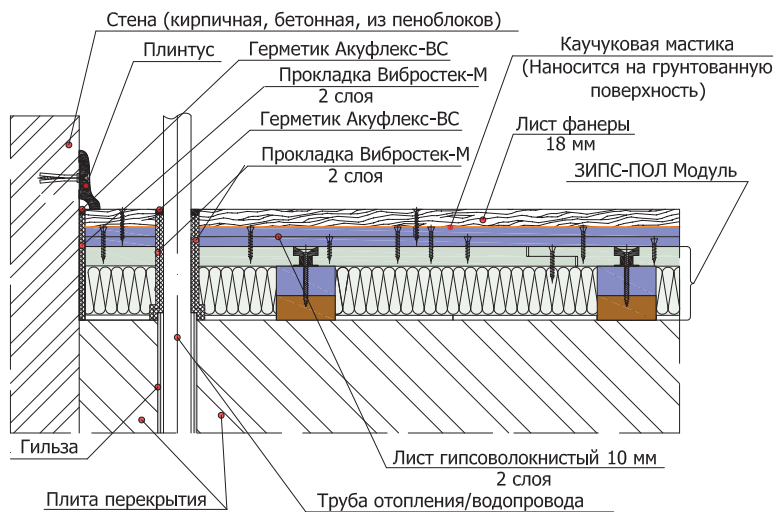 Стена (кирпичная, бетонная, из пеноблоков)
Плинтус
Герметик Акуфлекс-ВС
Прокладка Вибростек-М
2 слоя
Герметик Акуфлекс-ВС
Прокладка Вибростек-М
2 слоя
Каучуковая мастика
(Наносится на грунтованную
поверхность)
Лист фанеры
18 мм
ЗИПС-ПОЛ Модуль
Гильза
Плита перекрытия
Лист гипсоволокнистый 10 мм
2 слоя
Труба отопления/водопровода